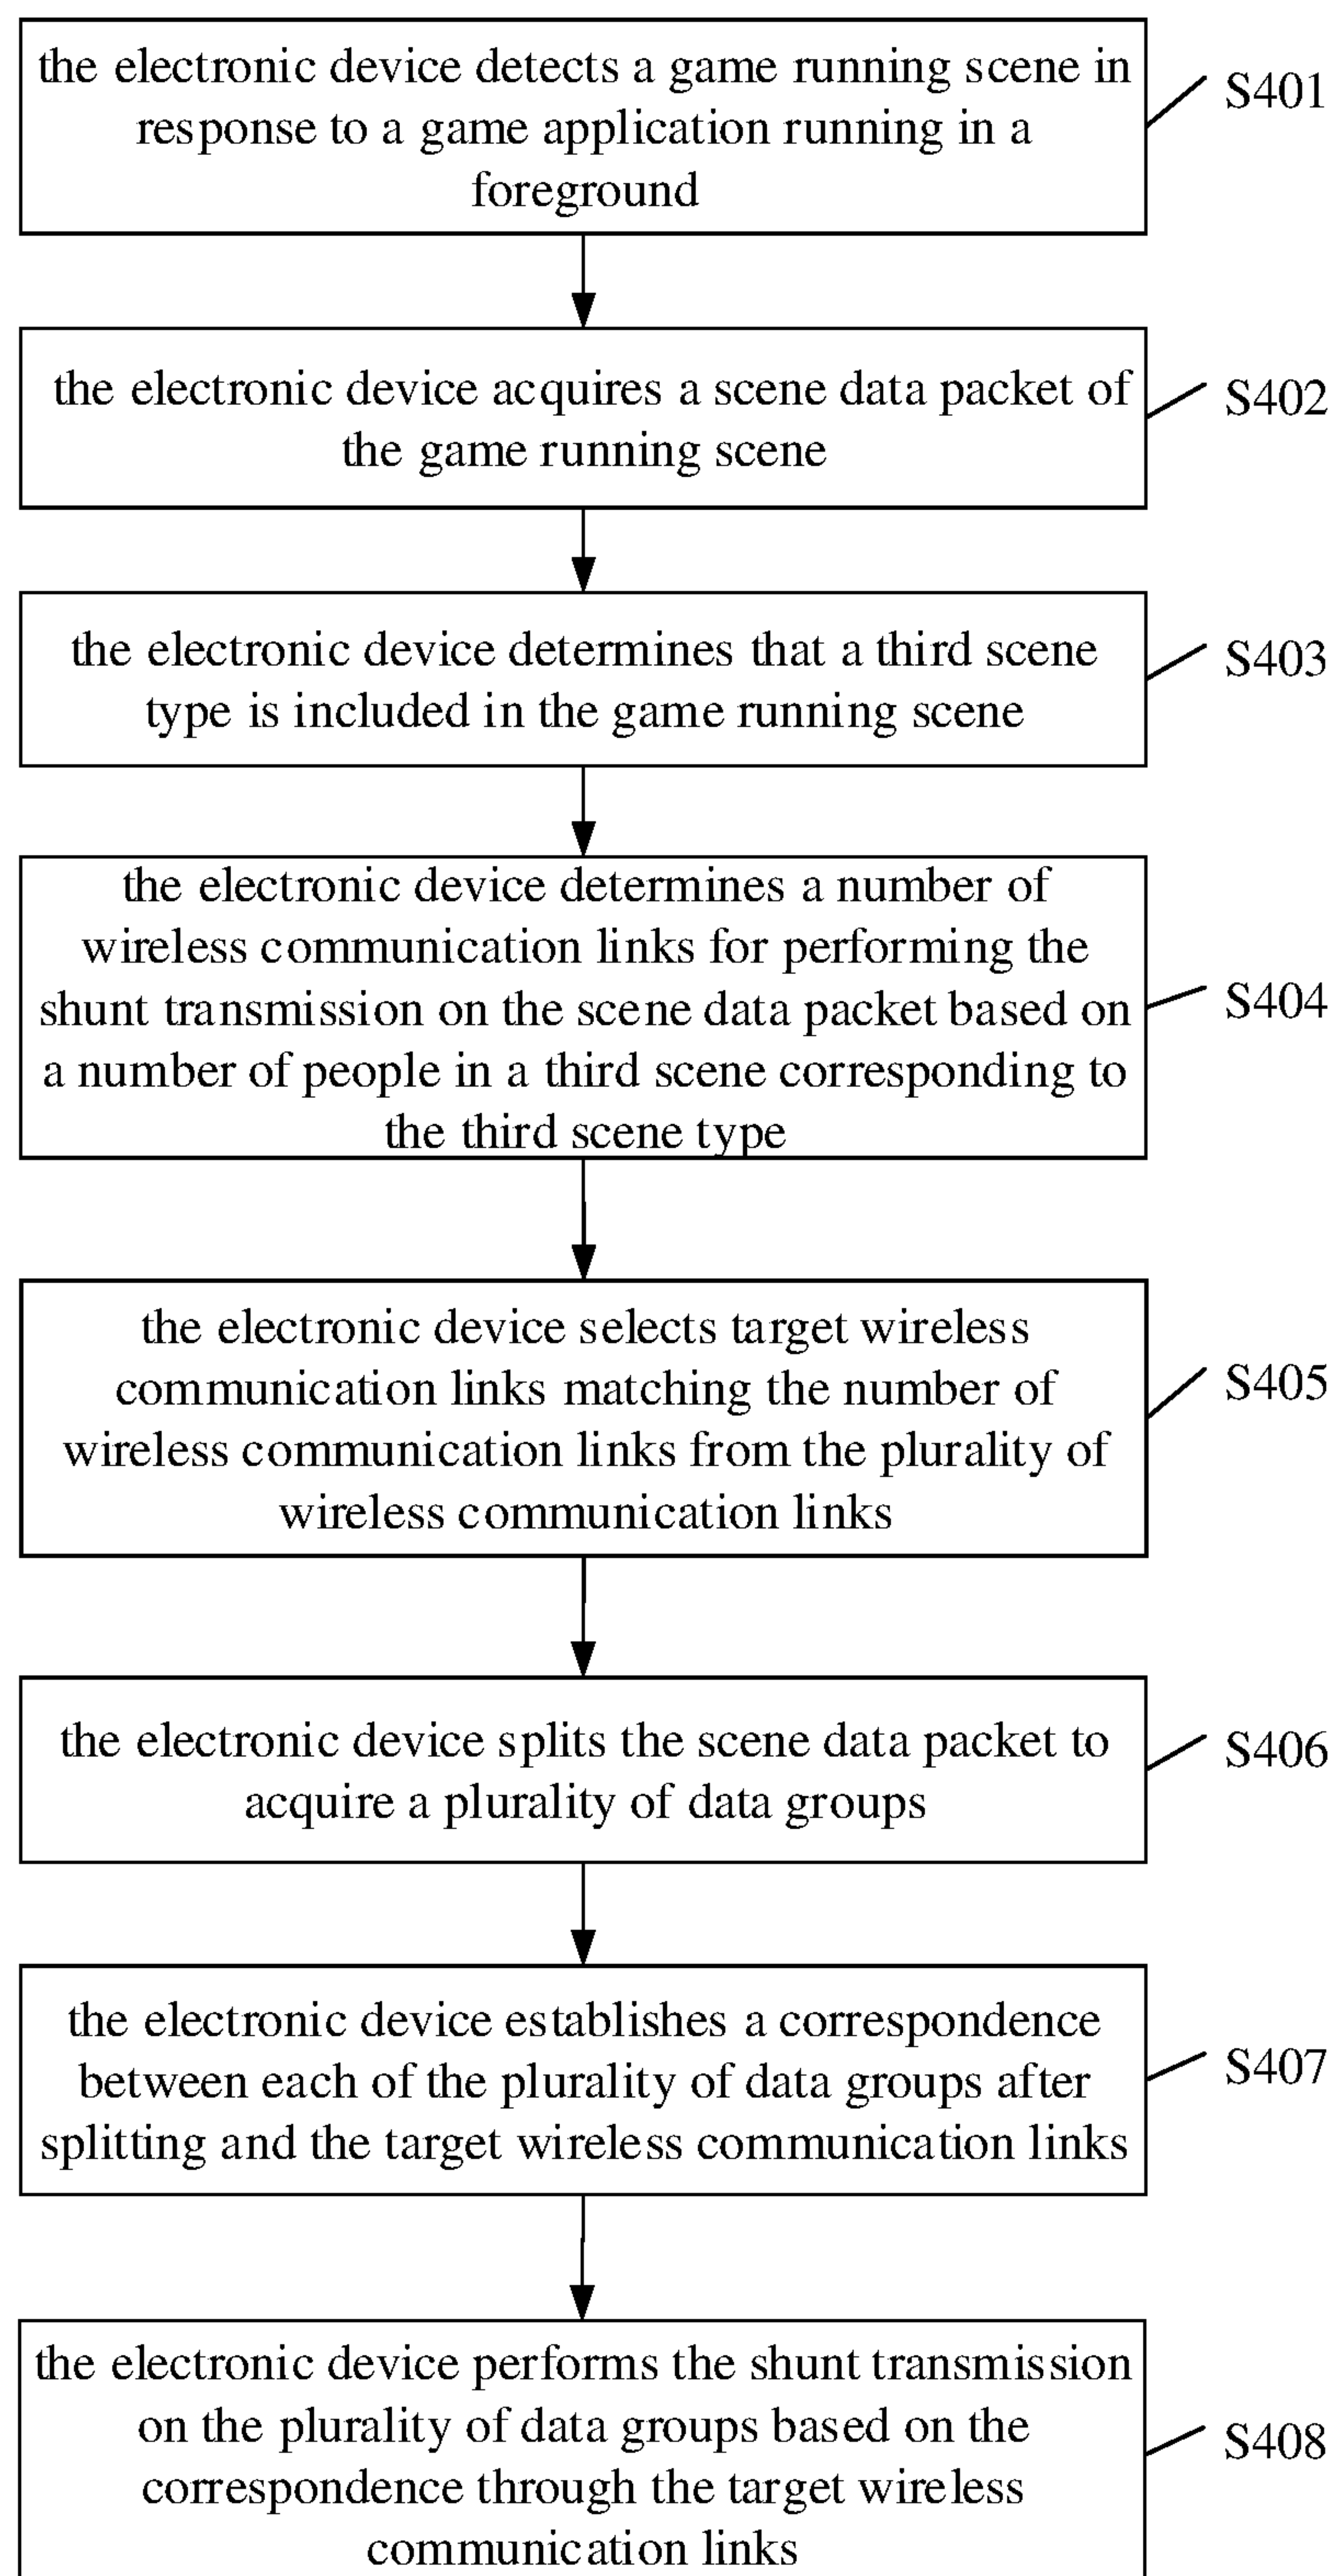 the electronic device detects a game running scene in
response to a game application running in a
foreground
S401
the electronic device acquires a scene data packet of
the game running scene
S402
the electronic device determines that a third scene
type is included in the game running scene
S403
the electronic device determines a number of
wireless communication links for performing the
shunt transmission on the scene data packet based on
a number of people in a third scene corresponding to
the third scene type
S404
the electronic device selects target wireless
communication links matching the number of
wireless communication links from the plurality of
wireless communication links
S405
the electronic device splits the scene data packet to
acquire a plurality of data groups
S406
the electronic device establishes a correspondence
between each of the plurality of data groups after
splitting and the target wireless communication links
S407
the electronic device performs the shunt transmission
on the plurality of data groups based on the
correspondence through the target wireless
communication links
S408